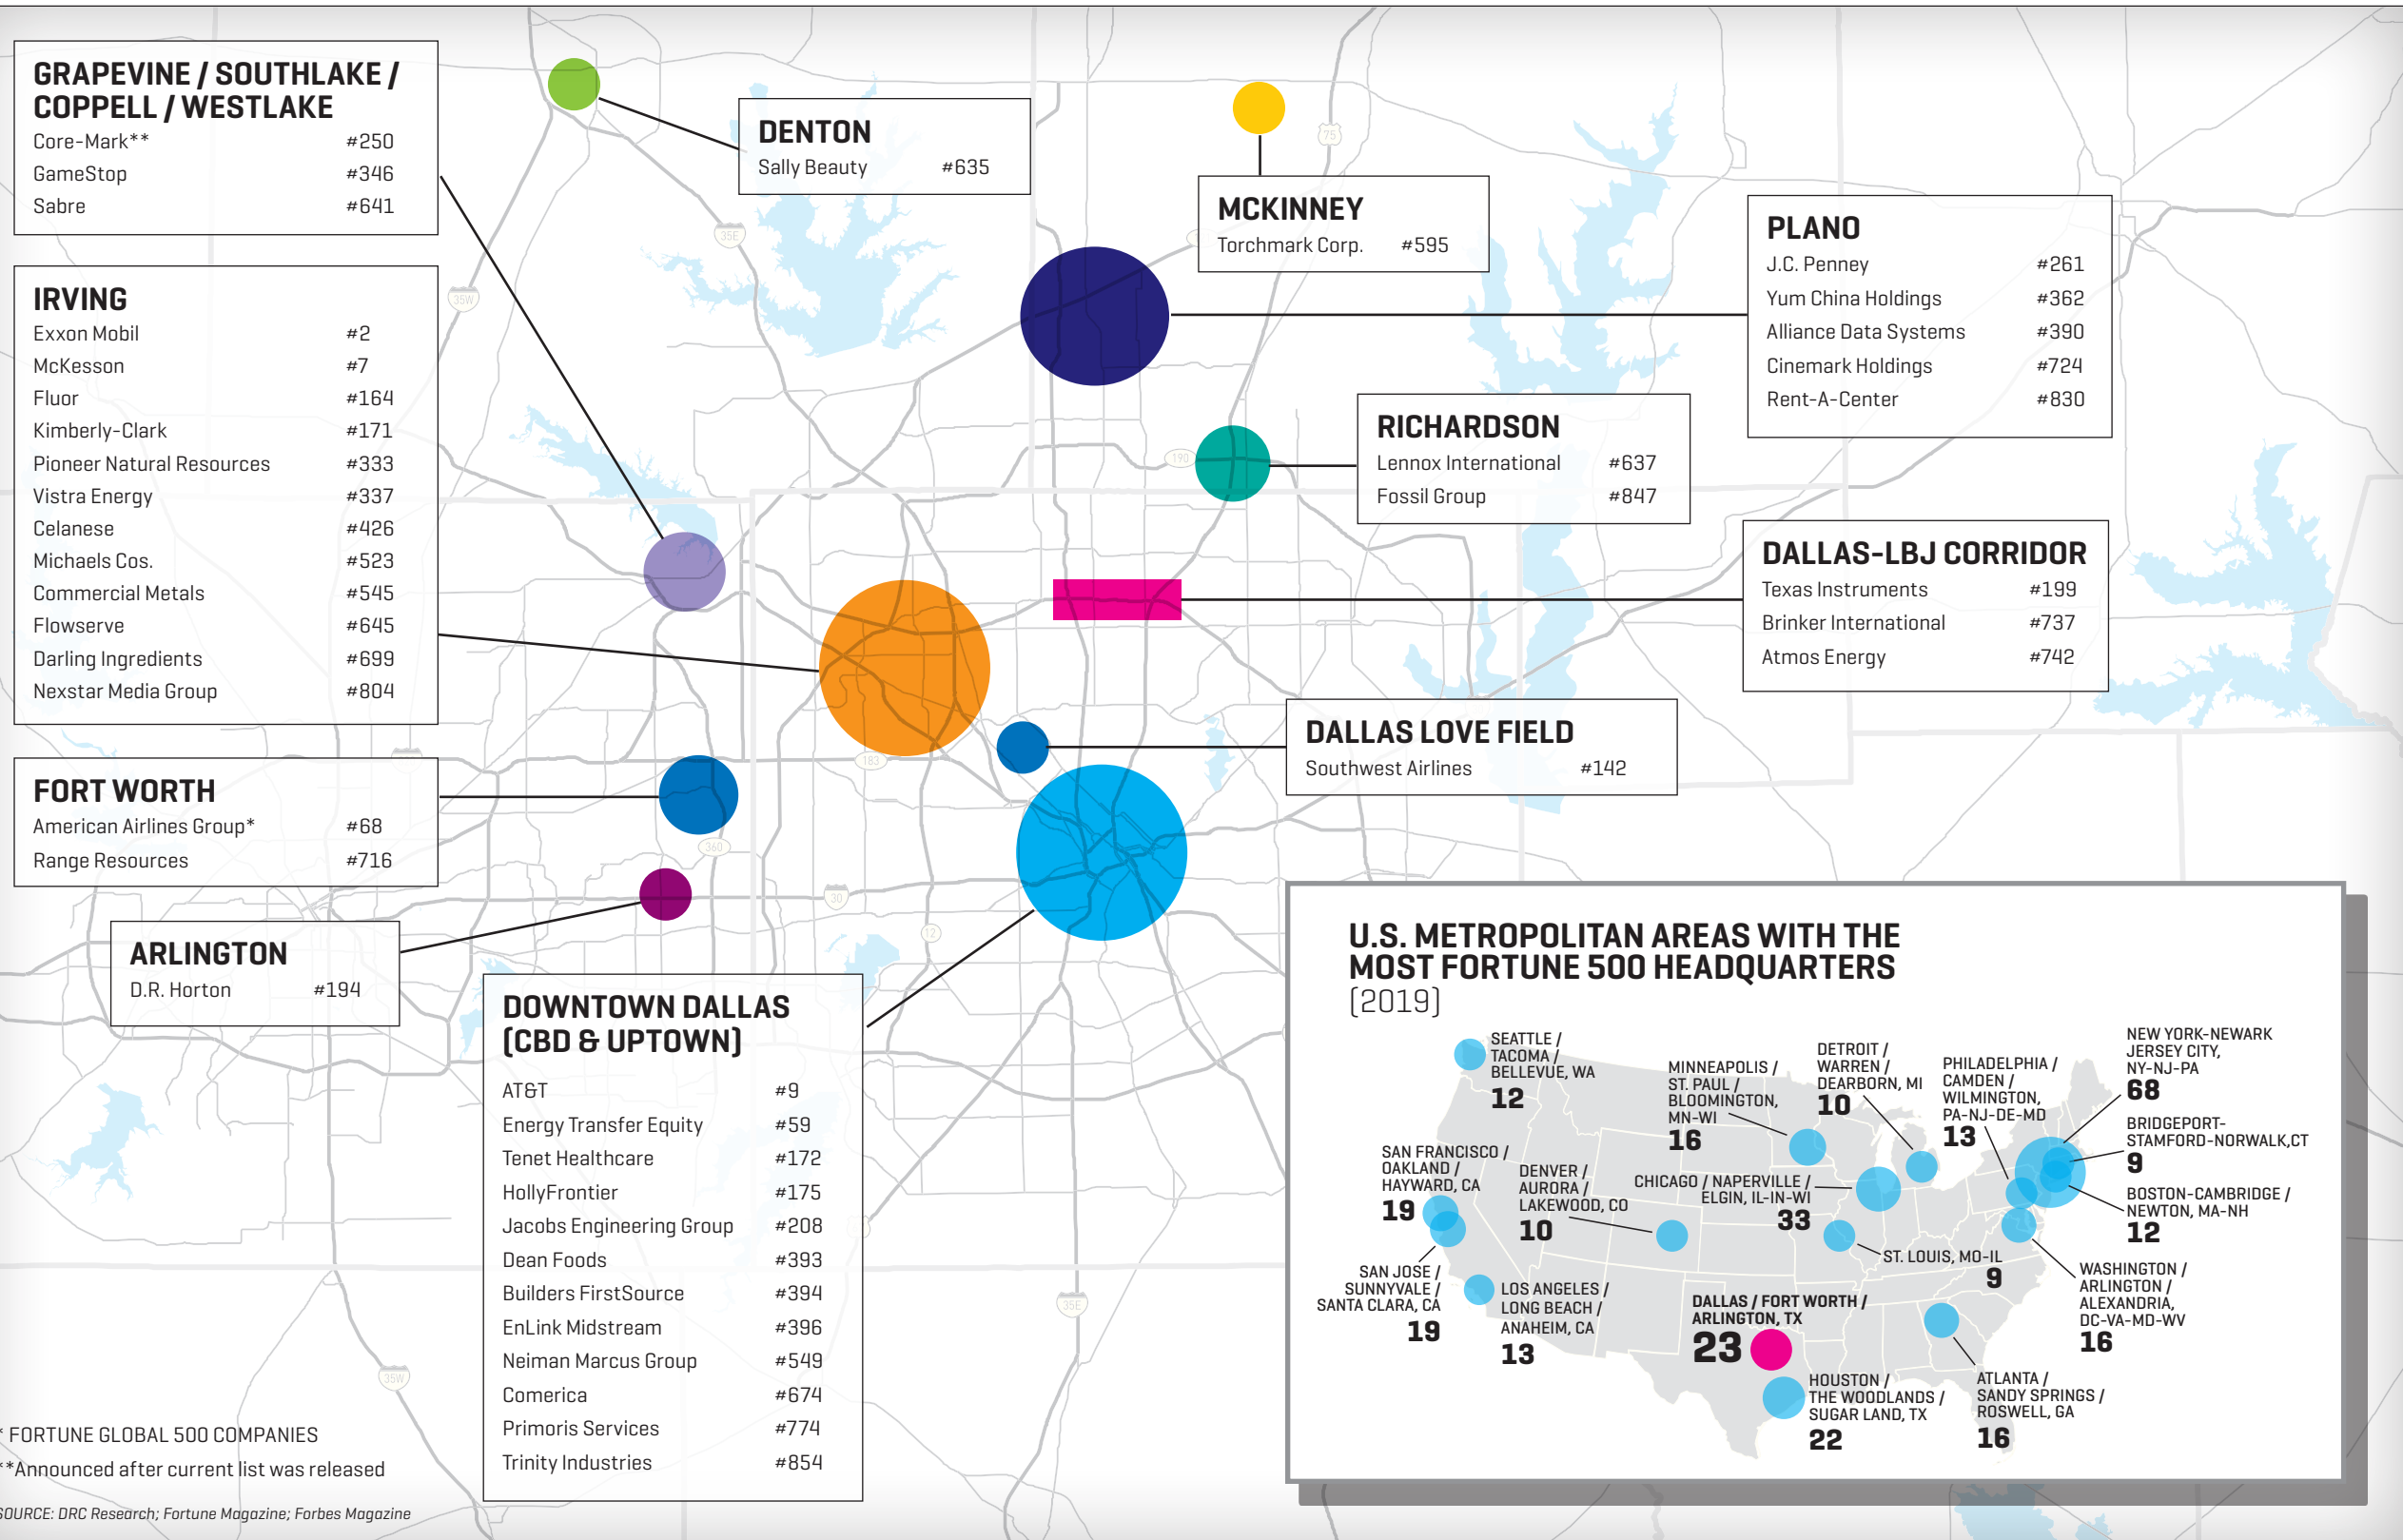 GRAPEVINE / SOUTHLAKE /
COPPELL / WESTLAKE
Core-Mark** #250
GameStop #346
Sabre #641
IRVING
Exxon Mobil #2
McKesson #7
Fluor #164
Kimberly-Clark #171
Pioneer Natural Resources #333
Vistra Energy #337
Celanese #426
Michaels Cos. #523
Commercial Metals #545
Flowserve #645
Darling Ingredients #699
Nexstar Media Group #804
FORT WORTH
American Airlines Group* #68
Range Resources #716
ARLINGTON
D.R. Horton #194
DENTON
Sally Beauty #635
MCKINNEY
Torchmark Corp. #595
PLANO
J.C. Penney #261
Yum China Holdings #362
Alliance Data Systems #390
Cinemark Holdings #724
Rent-A-Center #830
RICHARDSON
Lennox International #637
Fossil Group #847
DALLAS-LBJ CORRIDOR
Texas Instruments #199
Brinker International #737
Atmos Energy #742
DALLAS LOVE FIELD
Southwest Airlines #142
DOWNTOWN DALLAS
(CBD & UPTOWN)
AT&T #9
Energy Transfer Equity #59
Tenet Healthcare #172
HollyFrontier #175
Jacobs Engineering Group #208
Dean Foods #393
Builders FirstSource #394
EnLink Midstream #396
Neiman Marcus Group #549
Comerica #674
Primoris Services #774
Trinity Industries #854
35E
35W
75
190
183
360
30
12
35E
35W
U.S. METROPOLITAN AREAS WITH THE
MOST FORTUNE 500 HEADQUARTERS
(2019)
SEATTLE /
TACOMA /
BELLEVUE, WA
12
MINNEAPOLIS /
ST. PAUL /
BLOOMINGTON,
MN-WI
16
DETROIT /
WARREN /
DEARBORN, MI
10
PHILADELPHIA /
CAMDEN /
WILMINGTON,
PA-NJ-DE-MD
13
NEW YORK-NEWARK
JERSEY CITY,
NY-NJ-PA
68
BRIDGEPORT-
STAMFORD-NORWALK,CT
9
BOSTON-CAMBRIDGE /
NEWTON, MA-NH
12
SAN FRANCISCO /
OAKLAND /
HAYWARD, CA
19
DENVER /
AURORA /
LAKEWOOD, CO
10
CHICAGO / NAPERVILLE /
ELGIN, IL-IN-WI
33
ST. LOUIS, MO-IL
9
WASHINGTON /
ARLINGTON /
ALEXANDRIA,
DC-VA-MD-WV
16
SAN JOSE /
SUNNYVALE /
SANTA CLARA, CA
19
LOS ANGELES /
LONG BEACH /
ANAHEIM, CA
13
DALLAS / FORT WORTH /
ARLINGTON, TX
23
HOUSTON /
THE WOODLANDS /
SUGAR LAND, TX
22
ATLANTA /
SANDY SPRINGS /
ROSWELL, GA
16
* FORTUNE GLOBAL 500 COMPANIES
**Announced after current list was released
SOURCE: DRC Research; Fortune Magazine; Forbes Magazine